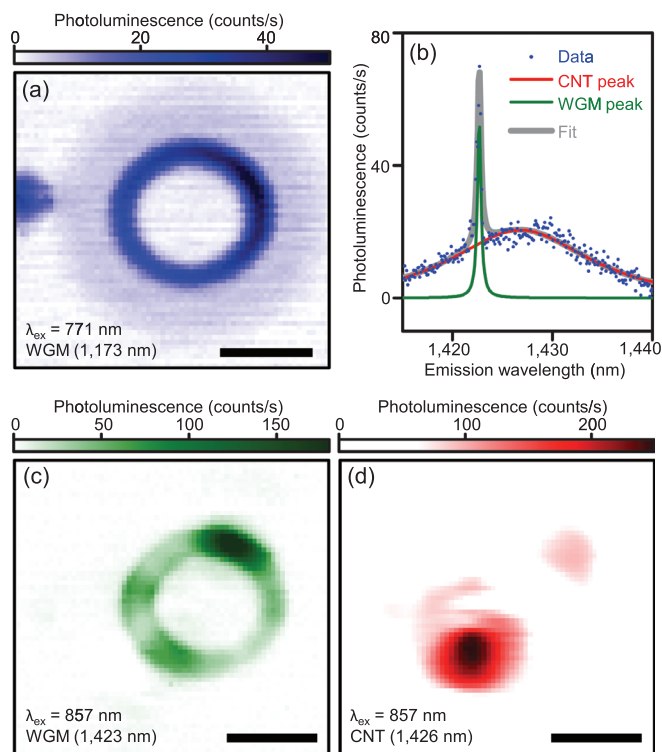 Photoluminescence (counts/s)
0 20 40
(a)
λex = 771 nm
WGM (1,173 nm)
(b)
Photoluminescence (counts/s)
80
40
0
Data
CNT peak
WGM peak
Fit
1,420 1,430 1,440
Emission wavelength (nm)
Photoluminescence (counts/s)
0 50 100 150
(c)
λex = 857 nm
WGM (1,423 nm)
Photoluminescence (counts/s)
0 100 200
(d)
λex = 857 nm
CNT (1,426 nm)